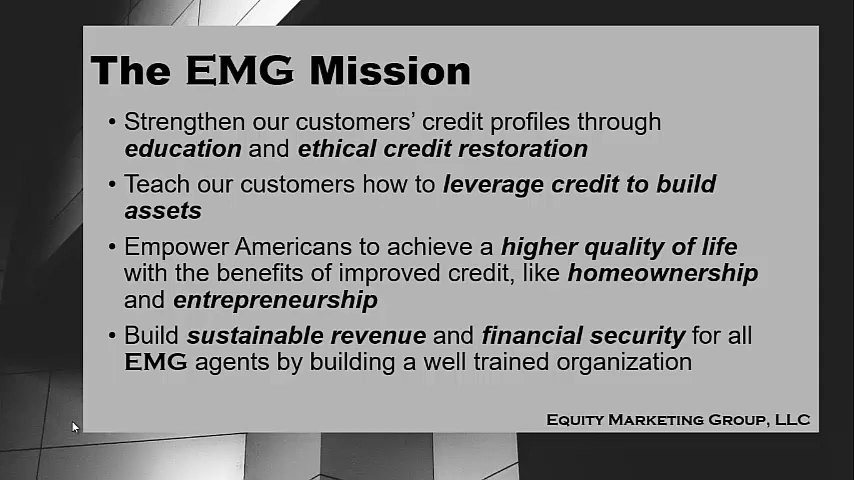 The EMG Mission
• Strengthen our customers’ credit profiles through
education and ethical credit restoration
• Teach our customers how to leverage credit to build
assets
• Empower Americans to achieve a higher quality of life
with the benefits of improved credit, like homeownership
and entrepreneurship
• Build sustainable revenue and financial security for all
EMG agents by building a well trained organization
Equity Marketing Group, LLC